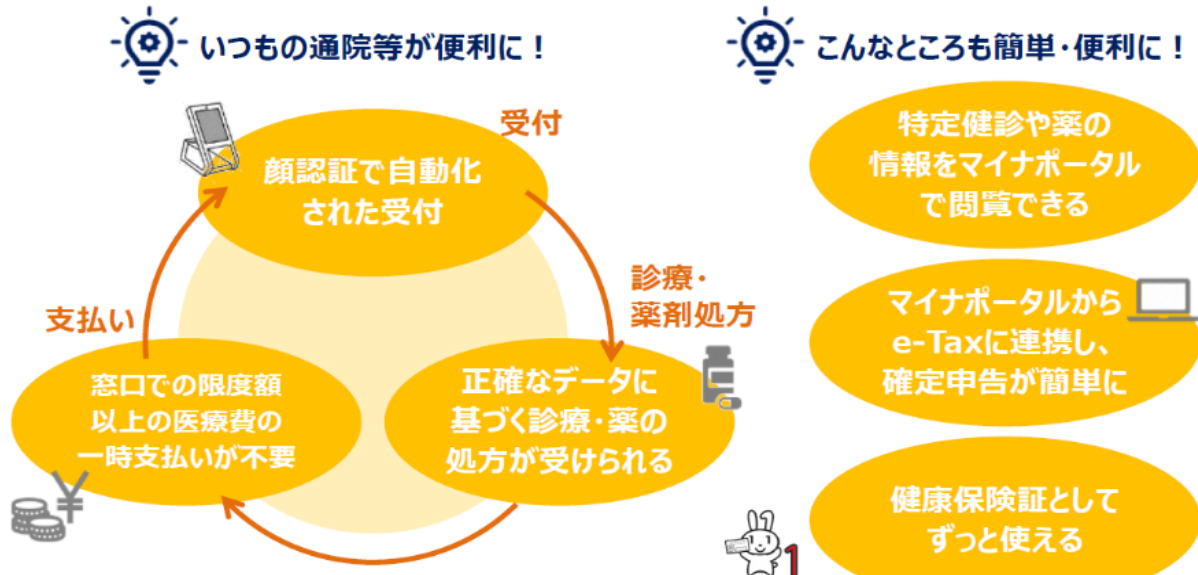 いつもの通院等が便利に！
受付
顔認証で自動化
された受付
診療・
薬剤処方
正確なデータに
基づく診療・薬の
処方が受けられる
支払い
窓口での限度額
以上の医療費の
一時支払いが不要
¥
こんなところも簡単・便利に！
特定健診や薬の
情報をマイナポータル
で閲覧できる
マイナポータルから
e-Taxに連携し、
確定申告が簡単に
健康保険証として
ずっと使える
1